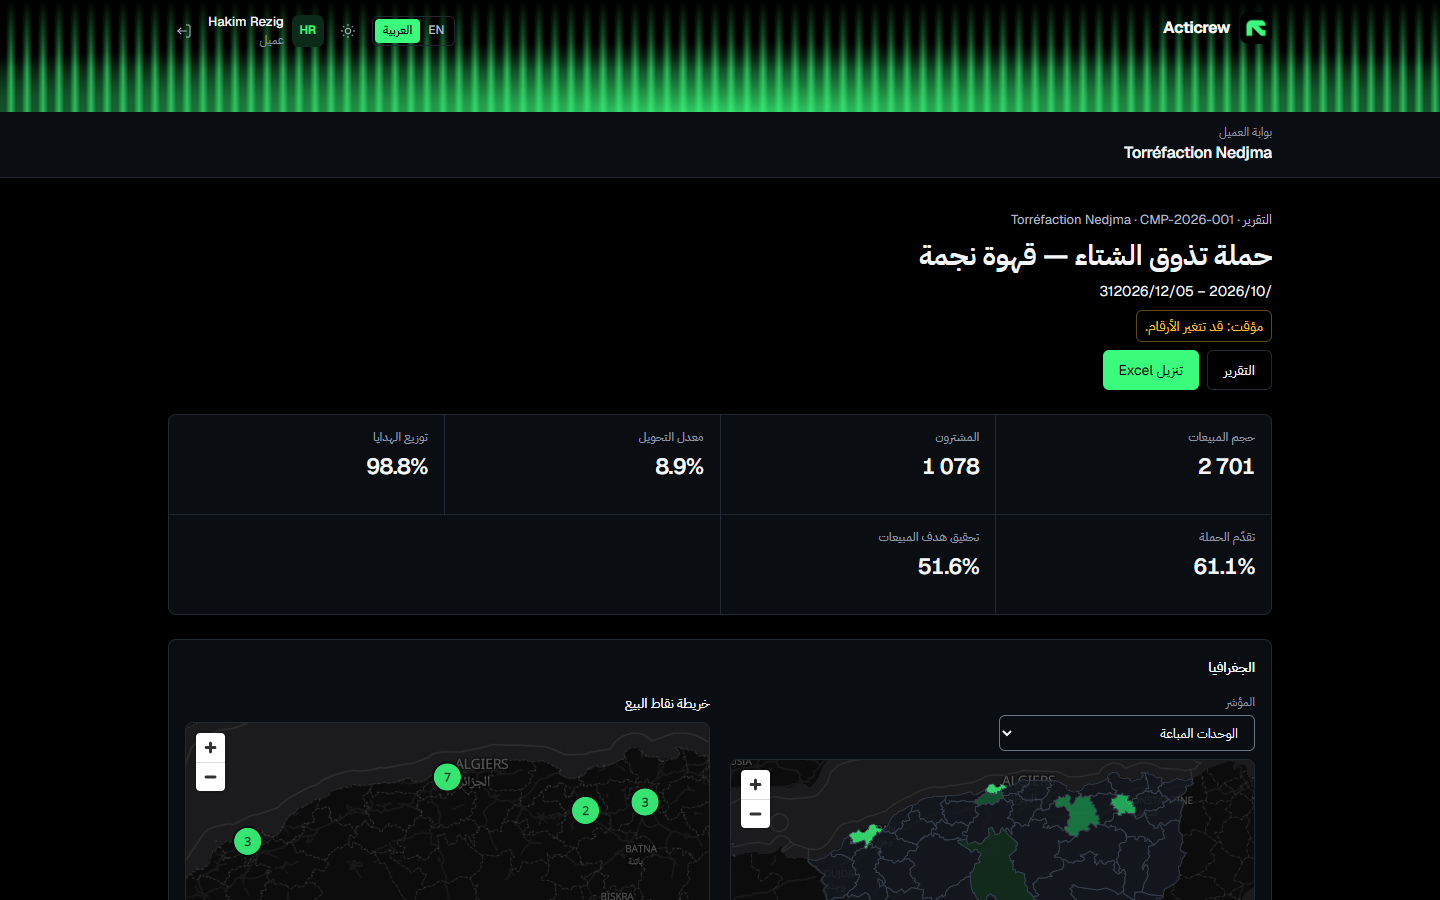 Acticrew
EN
العربية
HR
Hakim Rezig
عميل
بوابة العميل
Torréfaction Nedjma
التقرير · Torréfaction Nedjma · CMP-2026-001
حملة تذوق الشتاء — قهوة نجمة
312026/12/05 – 2026/10/
مؤقت: قد تتغير الأرقام.
التقرير
تنزيل Excel
حجم المبيعات
2 701
المشترون
1 078
معدل التحويل
8.9%
توزيع الهدايا
98.8%
تقدّم الحملة
61.1%
تحقيق هدف المبيعات
51.6%
الجغرافيا
المؤشر
الوحدات المباعة
ALGIERS
OUJDA
خريطة نقاط البيع
ALGIERS
الجزائر
7
3
2
3
BATNA
باتنة
BISKRA